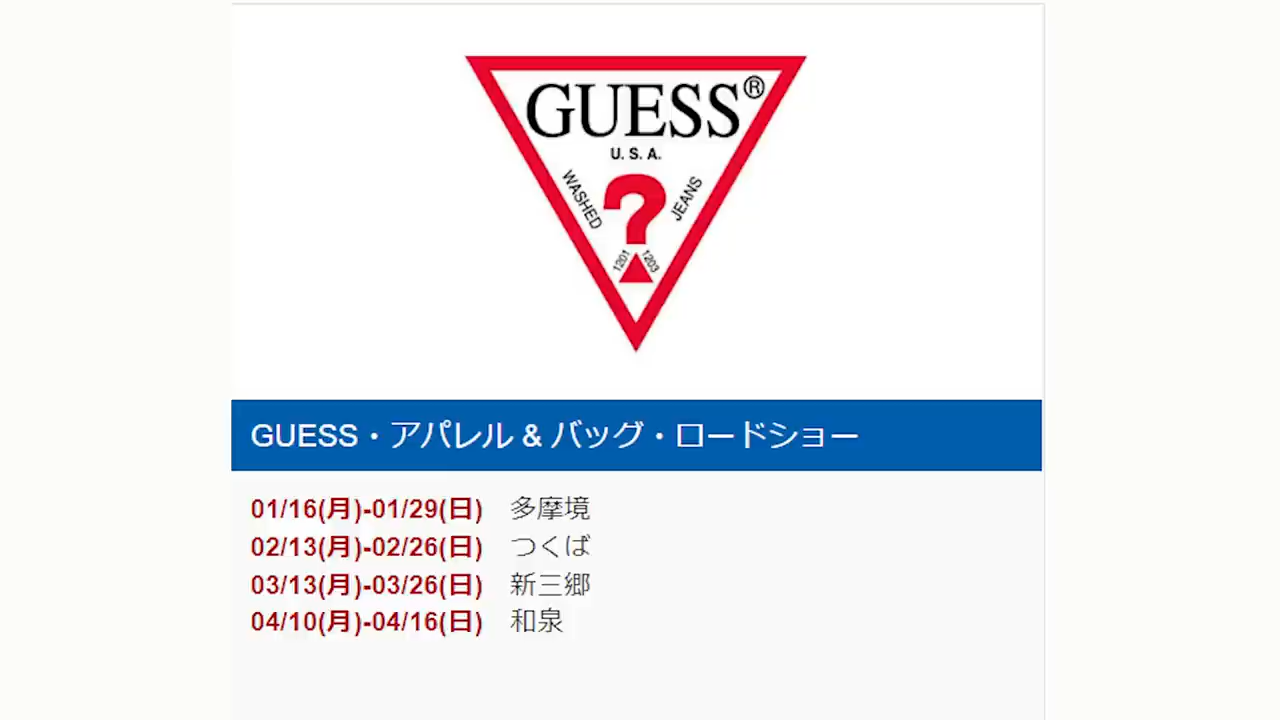 GUESS®
U.S.A.
WASHED
JEANS
1201
1203
GUESS・アパレル & バッグ・ロードショー
01/16(月)-01/29(日) 多摩境
02/13(月)-02/26(日) つくば
03/13(月)-03/26(日) 新三郷
04/10(月)-04/16(日) 和泉